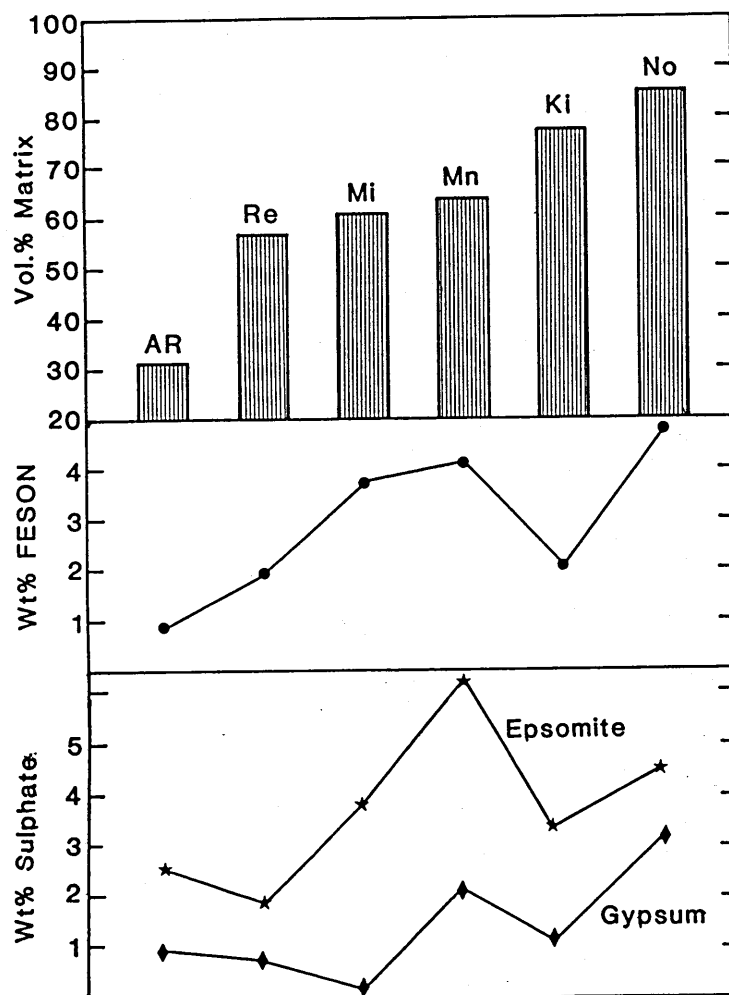 Vol.% Matrix
100
90
80
70
60
50
40
30
20
AR
Re
Mi
Mn
Ki
No
Wt% FESON
4
3
2
1
Wt% Sulphate
5
4
3
2
1
Epsomite
Gypsum